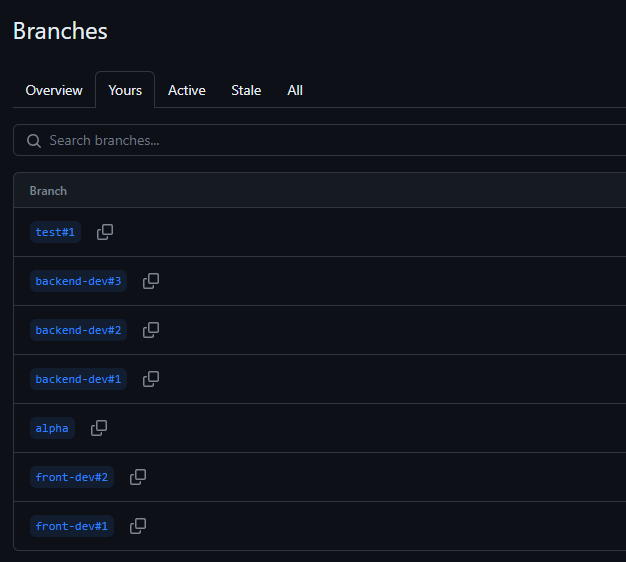 Branches
Overview Yours Active Stale All
Search branches...
Branch
test#1
backend-dev#3
backend-dev#2
backend-dev#1
alpha
front-dev#2
front-dev#1